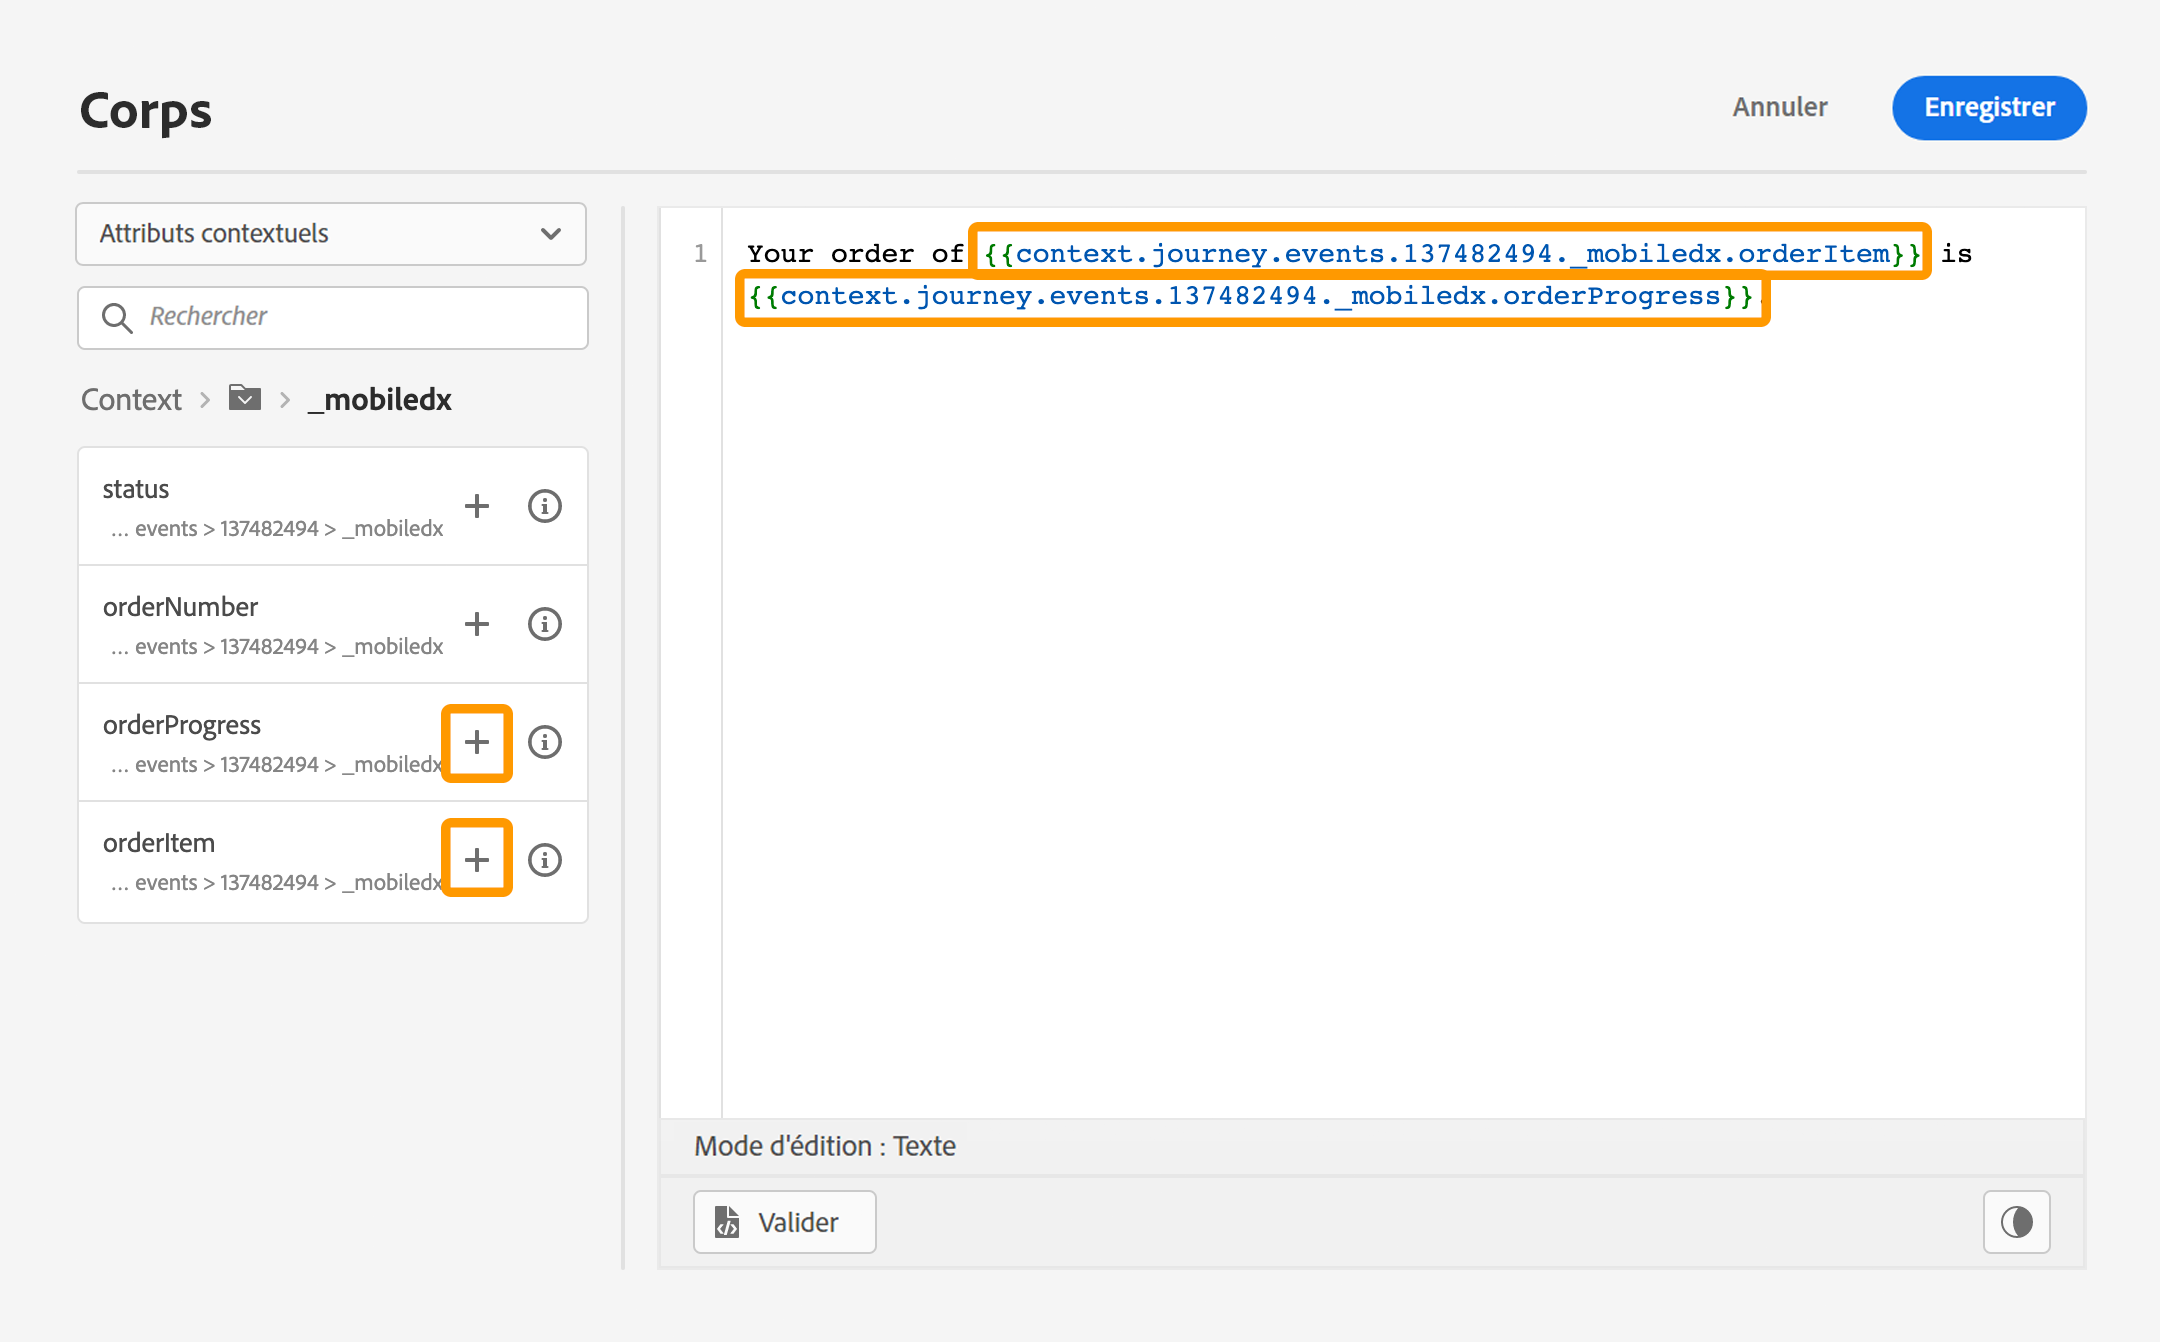 Corps
Annuler
Enregistrer
Attributs contextuels
Rechercher
Context > > _mobiledx
status
... events > 137482494 > _mobiledx
orderNumber
... events > 137482494 > _mobiledx
orderProgress
... events > 137482494 > _mobiledx
orderItem
... events > 137482494 > _mobiledx
1
Your order of {{context.journey.events.137482494._mobiledx.orderItem}} is
{{context.journey.events.137482494._mobiledx.orderProgress}}.
Mode d'édition : Texte
Valider